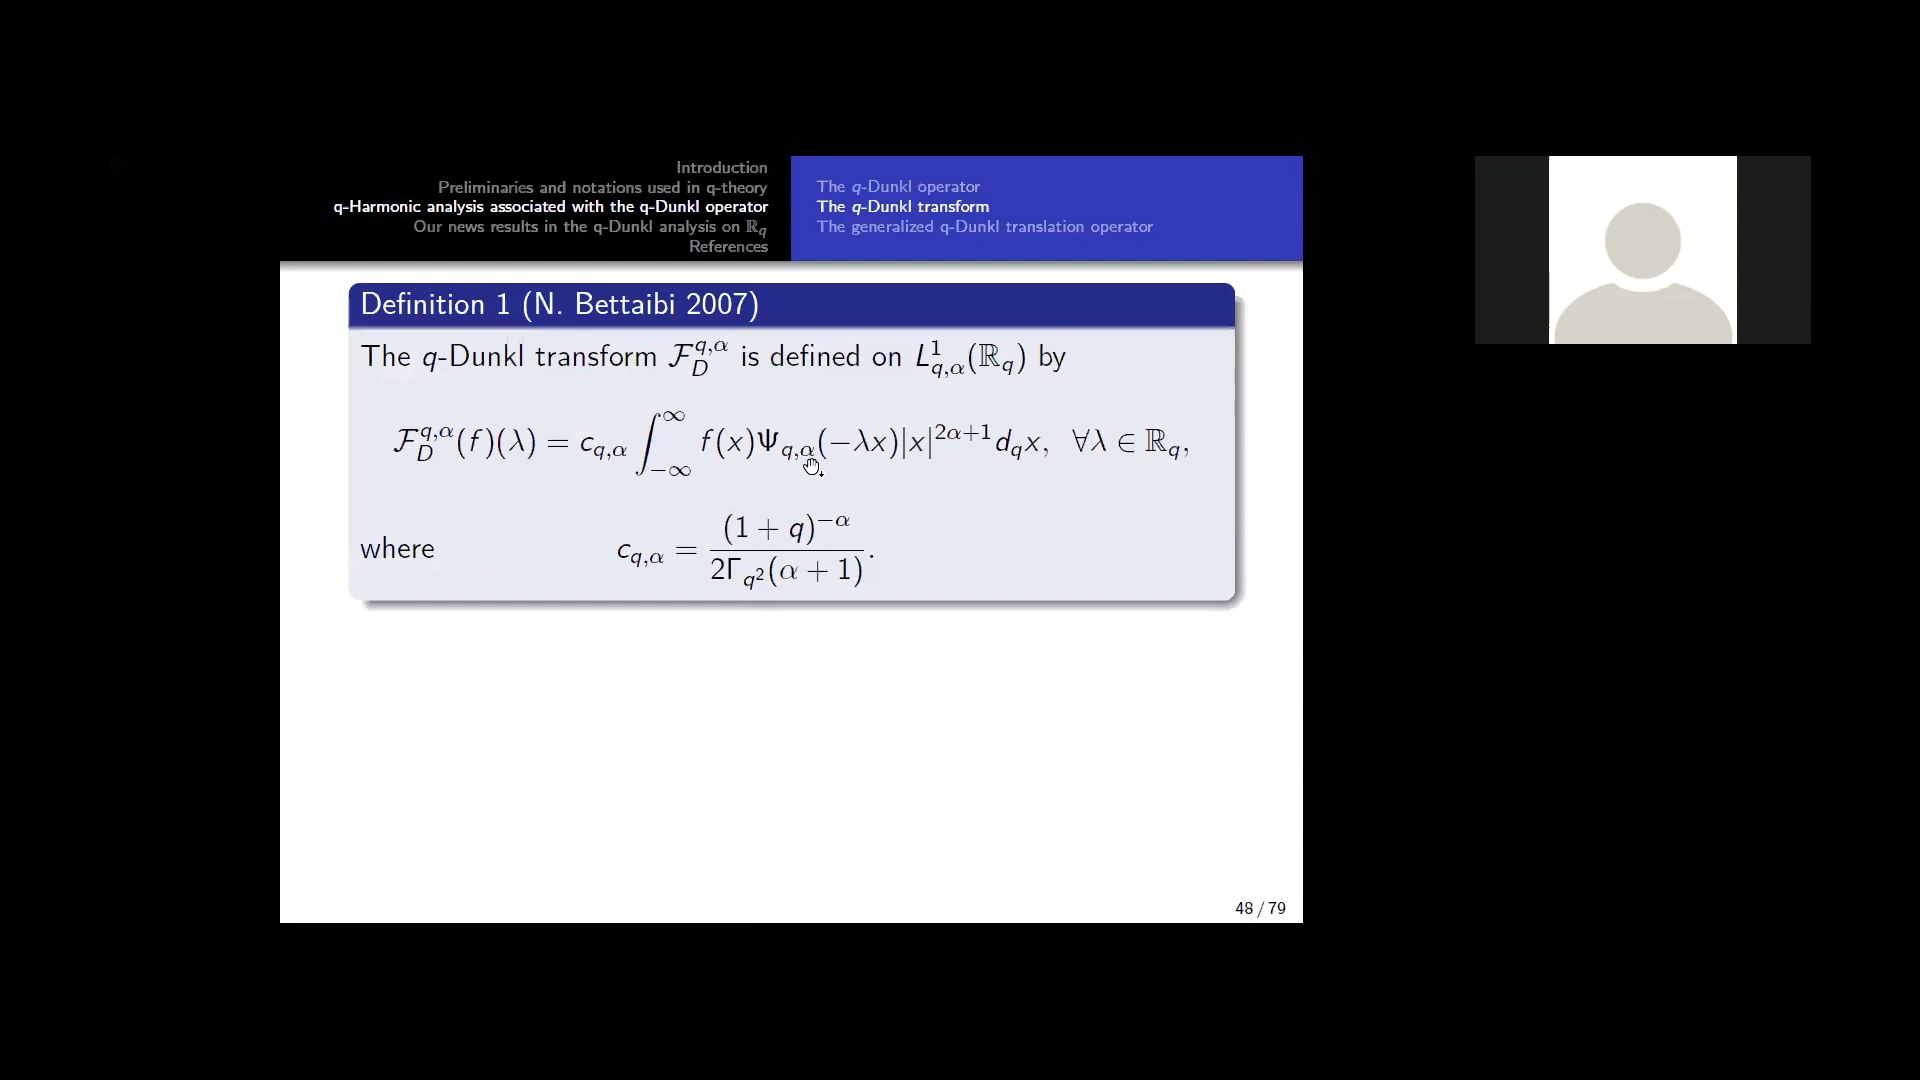 Introduction
Preliminaries and notations used in q-theory
q-Harmonic analysis associated with the q-Dunkl operator
Our news results in the q-Dunkl analysis on ℝ_q
References
The q-Dunkl operator
The q-Dunkl transform
The generalized q-Dunkl translation operator
Definition 1 (N. Bettaibi 2007)
The q-Dunkl transform ℱ_D^{q,α} is defined on L^1_{q,α}(ℝ_q) by
ℱ_D^{q,α}(f)(λ) = c_{q,α} ∫_{−∞}^{∞} f(x)Ψ_{q,α}(−λx)|x|^{2α+1}d_qx, ∀λ ∈ ℝ_q,
where c_{q,α} = \frac{(1 + q)^{−α}}{2Γ_{q^2}(α + 1)}.
48 / 79